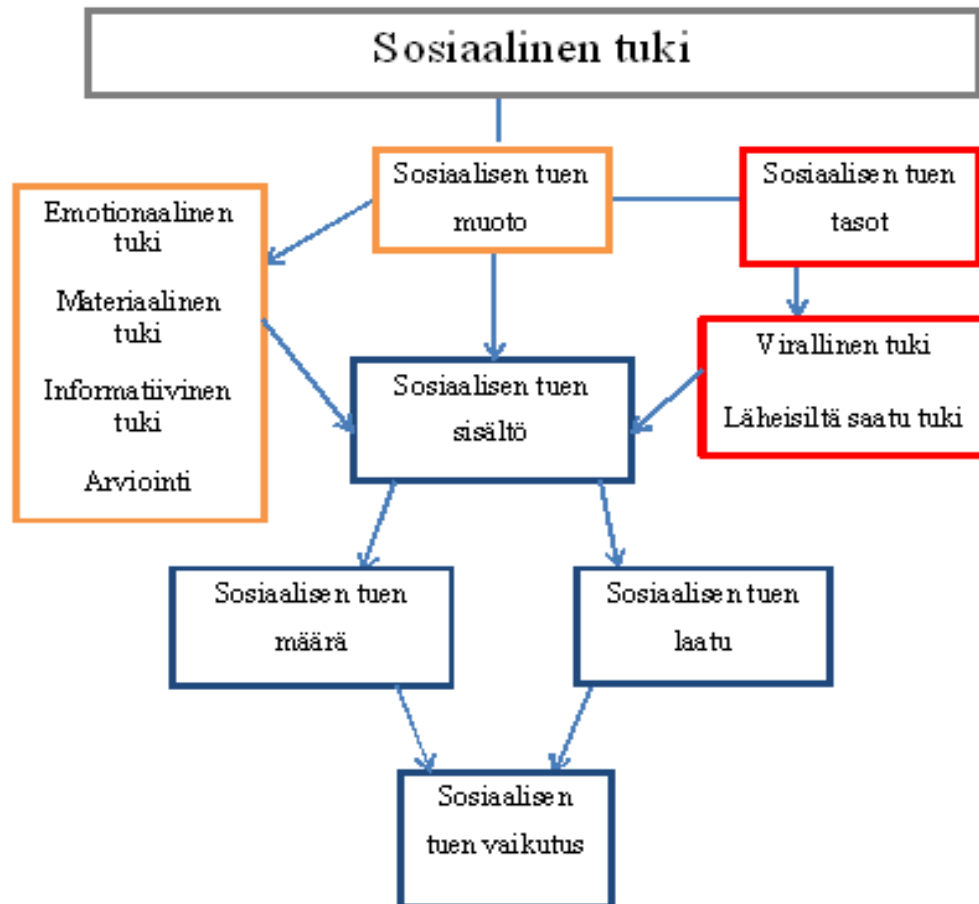 Sosiaalinen tuki
Sosiaalisen tuen
muoto
Sosiaalisen tuen
tasot
Emotionaalinen
tuki
Materiaalinen
tuki
Informatiivinen
tuki
Arviointi
Virallinen tuki
Läheisiltä saatu tuki
Sosiaalisen tuen
sisältö
Sosiaalisen tuen
määrä
Sosiaalisen tuen
laatu
Sosiaalisen
tuen vaikutus